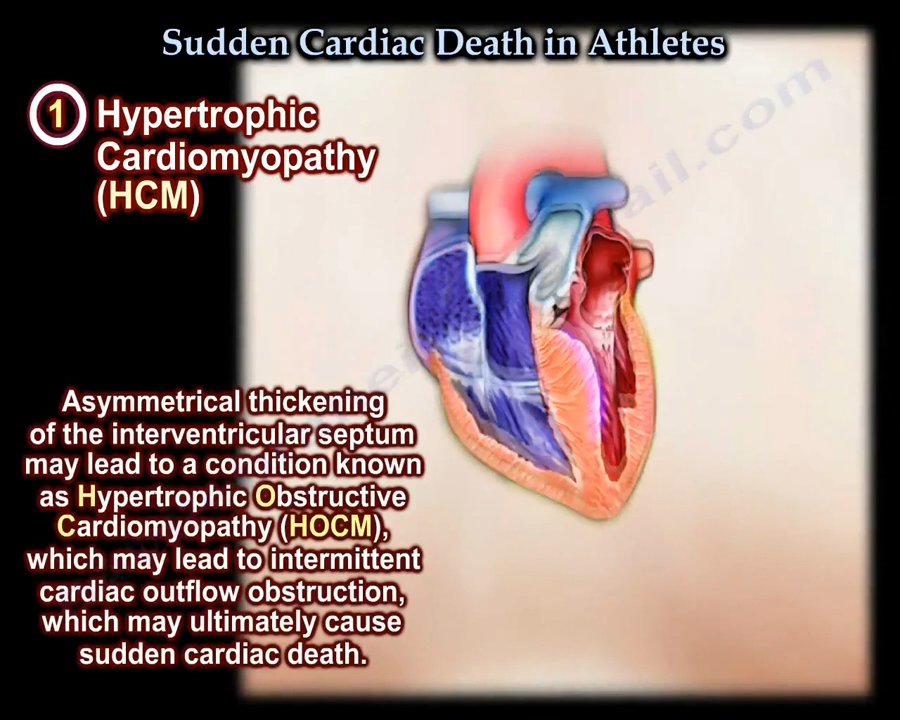 Sudden Cardiac Death in Athletes
1 Hypertrophic
Cardiomyopathy
(HCM)
Asymmetrical thickening
of the interventricular septum
may lead to a condition known
as Hypertrophic Obstructive
Cardiomyopathy (HOCM),
which may lead to intermittent
cardiac outflow obstruction,
which may ultimately cause
sudden cardiac death.